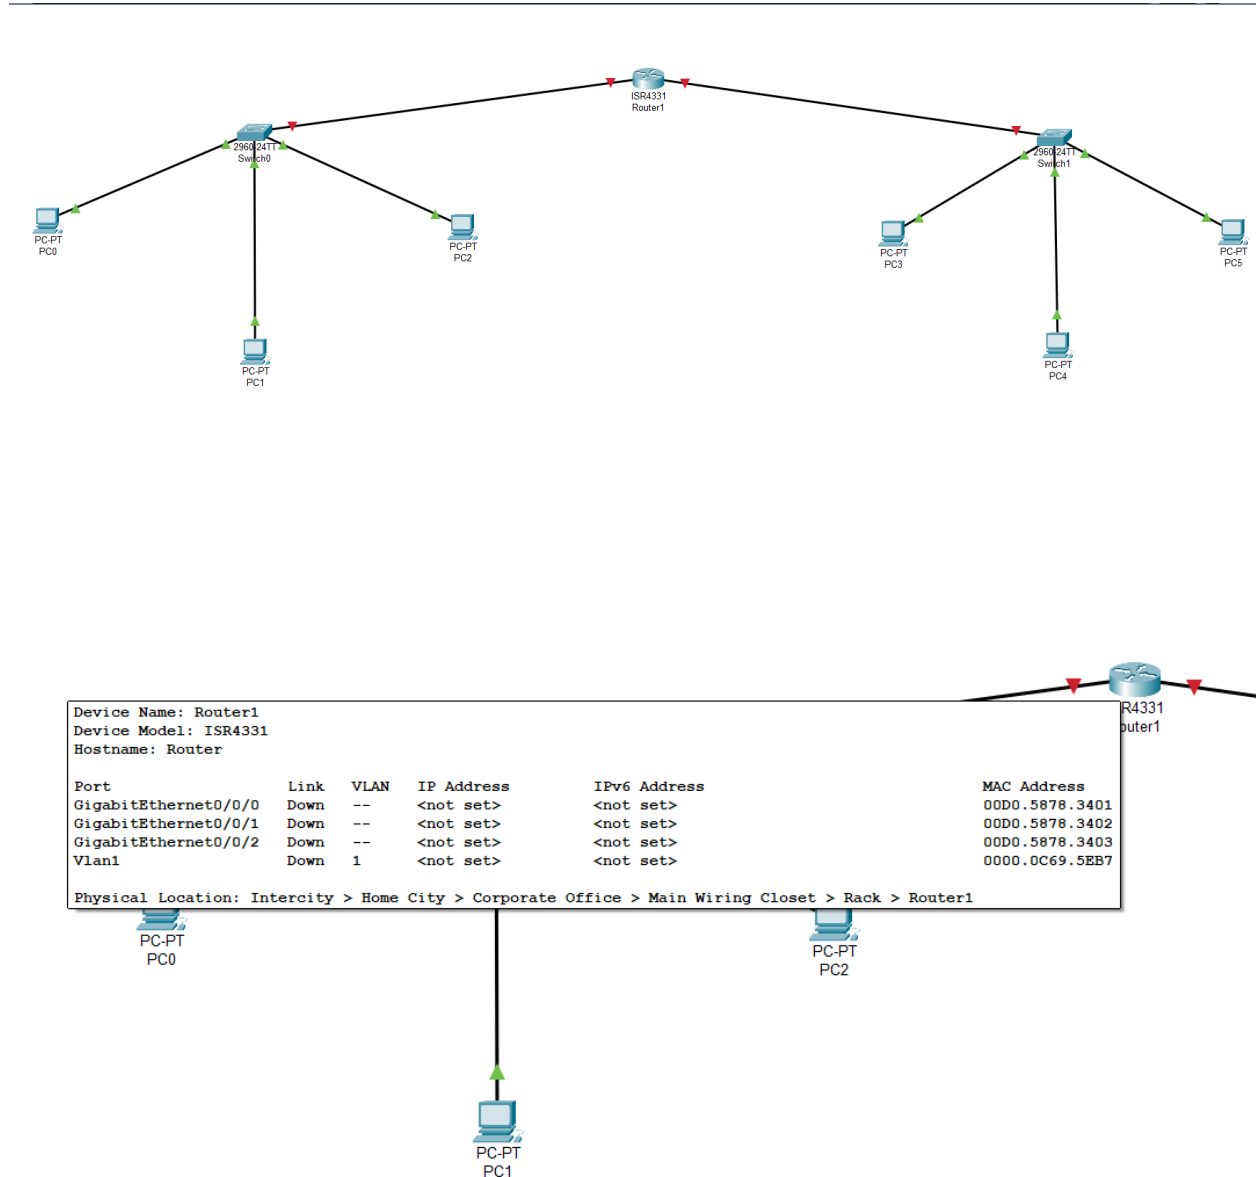 ISR4331
Router1
2960-24TT
Switch0
2960-24TT
Switch1
PC-PT
PC0
PC-PT
PC2
PC-PT
PC3
PC-PT
PC5
PC-PT
PC1
PC-PT
PC4
R4331
outer1
Device Name: Router1
Device Model: ISR4331
Hostname: Router
Port Link VLAN IP Address IPv6 Address MAC Address
GigabitEthernet0/0/0 Down -- <not set> <not set> 00D0.5878.3401
GigabitEthernet0/0/1 Down -- <not set> <not set> 00D0.5878.3402
GigabitEthernet0/0/2 Down -- <not set> <not set> 00D0.5878.3403
Vlan1 Down 1 <not set> <not set> 0000.0C69.5EB7
Physical Location: Intercity > Home City > Corporate Office > Main Wiring Closet > Rack > Router1
PC-PT
PC0
PC-PT
PC2
PC-PT
PC1